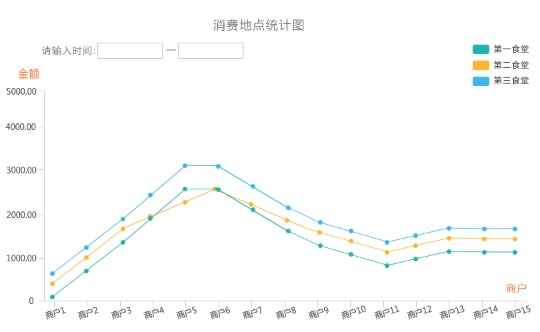 消费地点统计图
请输入时间: —
第一食堂
第二食堂
第三食堂
金额
5000.00
4000.00
3000.00
2000.00
1000.00
0
商户
商户1 商户2 商户3 商户4 商户5 商户6 商户7 商户8 商户9 商户10 商户11 商户12 商户13 商户14 商户15